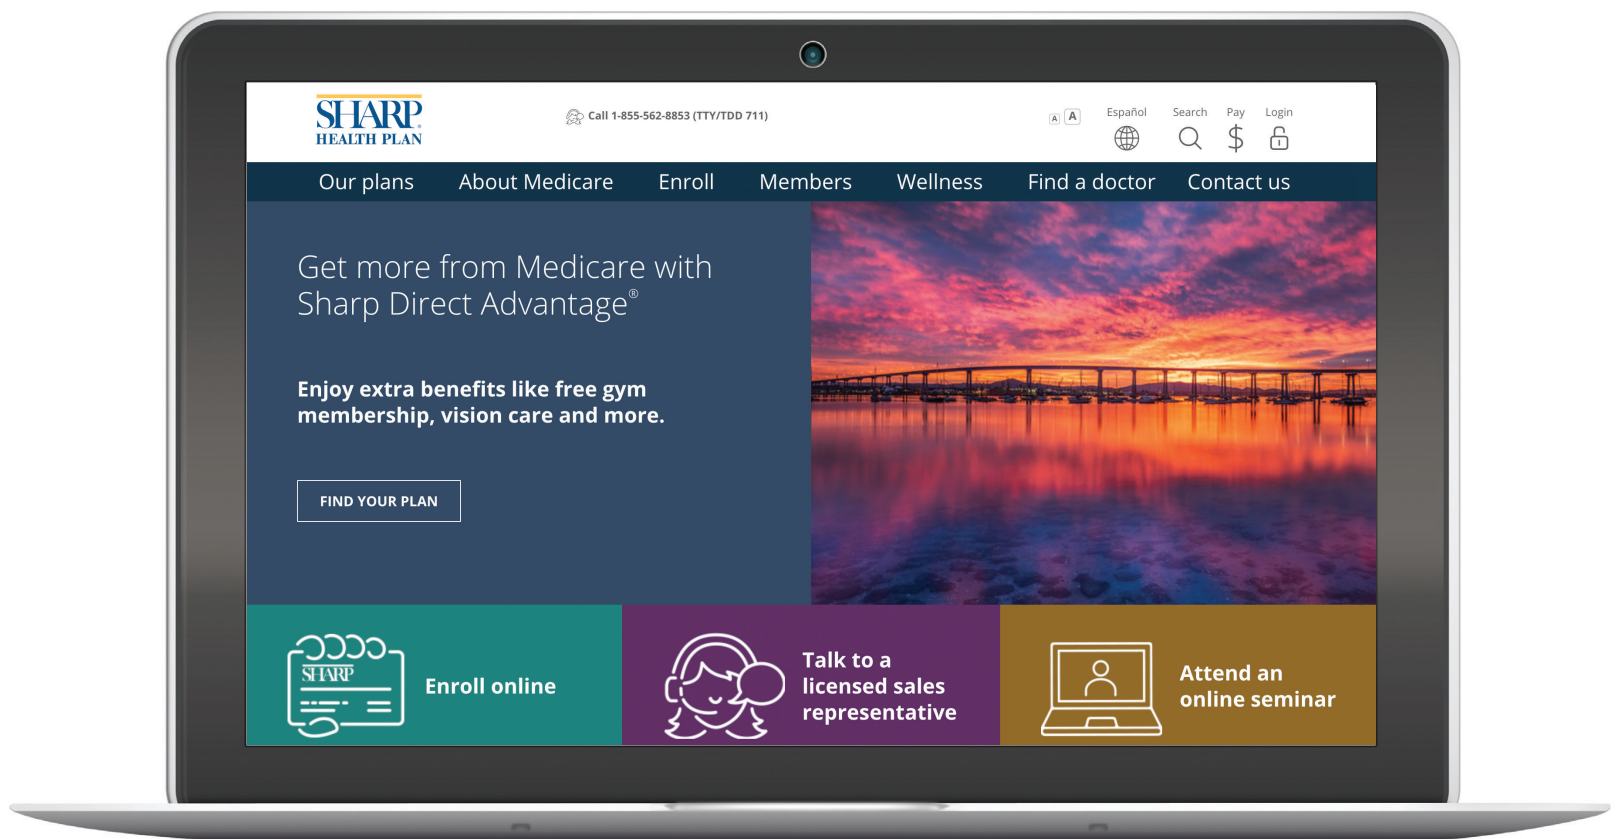 SHARP
HEALTH PLAN
Call 1-855-562-8853 (TTY/TDD 711)
A A
Español
Search
Pay
Login
Our plans
About Medicare
Enroll
Members
Wellness
Find a doctor
Contact us
Get more from Medicare with
Sharp Direct Advantage®
Enjoy extra benefits like free gym
membership, vision care and more.
FIND YOUR PLAN
SHARP
Enroll online
Talk to a
licensed sales
representative
Attend an
online seminar